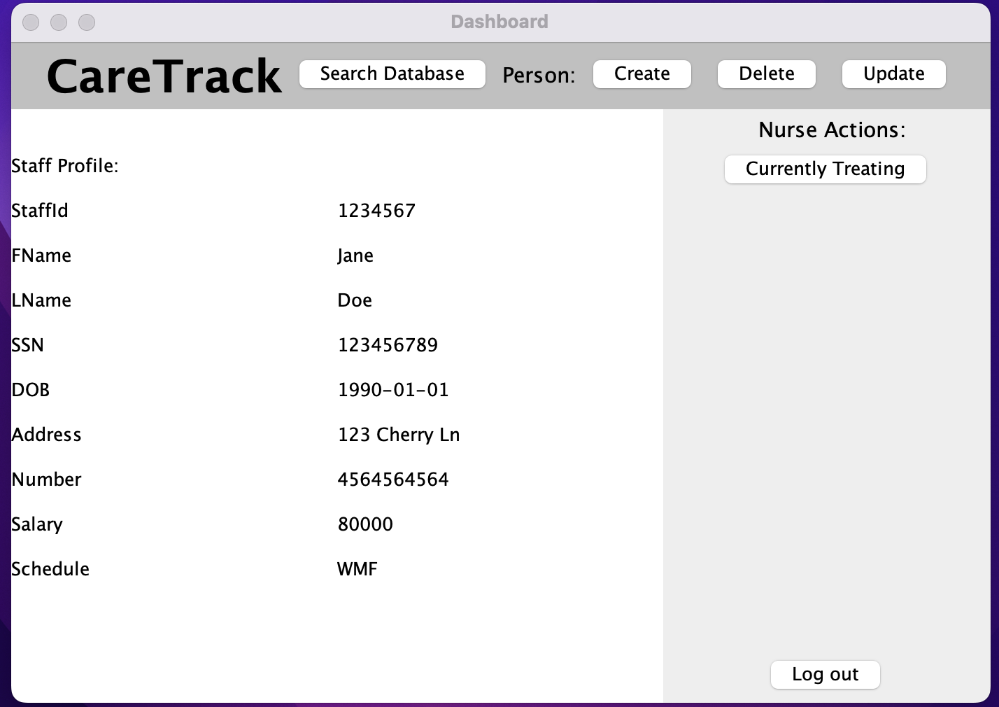 Dashboard
CareTrack Search Database Person: Create Delete Update
Nurse Actions:
Currently Treating
Staff Profile:
StaffId 1234567
FName Jane
LName Doe
SSN 123456789
DOB 1990-01-01
Address 123 Cherry Ln
Number 4564564564
Salary 80000
Schedule WMF
Log out